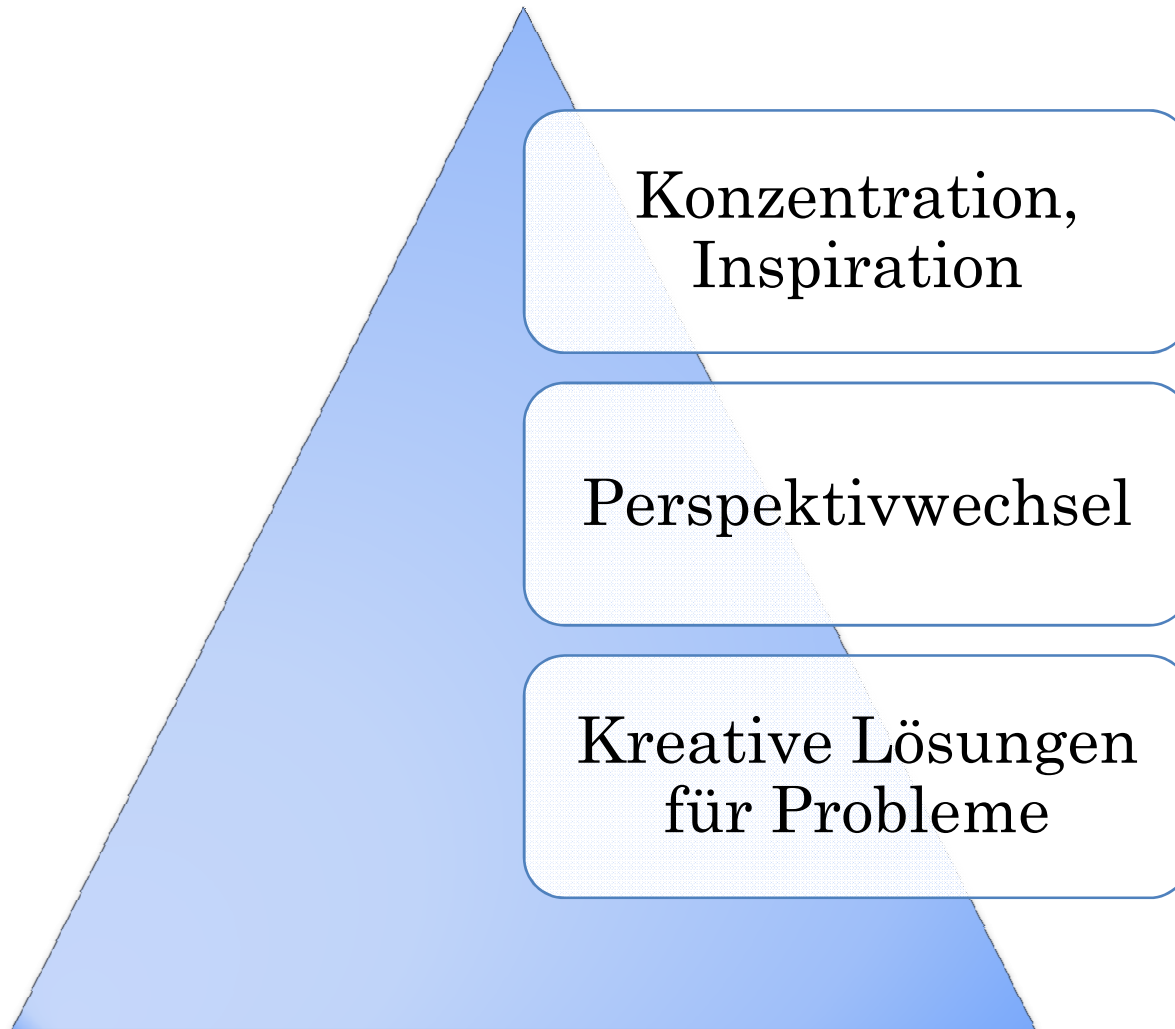 Konzentration,
Inspiration
Perspektivwechsel
Kreative Lösungen
für Probleme